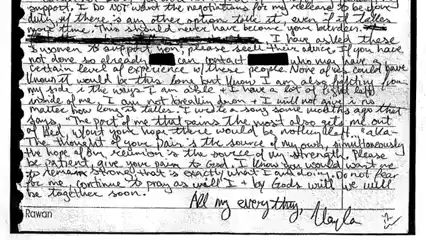 support, I DO NOT want the negotiations for my release to be your
duty, if there is any other option take it, even if it takes
more time. This should never have become your burden. I have asked these
women to support you; please seek their advice. If you have
not done so already, can contact who may have a
certain level of experience with these people. None of us could have
known it would be this long, but know I am also fighting from
my side in the ways I am able + I have a lot of fight left
inside of me. I am not breaking down + I will not give in no
matter how long it takes. I wrote a song some months ago that
says, "The part of me that pains the most also gets me out
of bed, w/out your hope there would be nothing left..." aka-
The thought of your pain is the source of my own, simultaneously
the hope of our reunion is the source of my strength. Please
be patient, give your pain to God. I know you would want me
to remain strong. That is exactly what I am doing. Do not fear
for me, continue to pray as will I + by God's will we will
be together soon.
All my everything, Kayla
Rawan